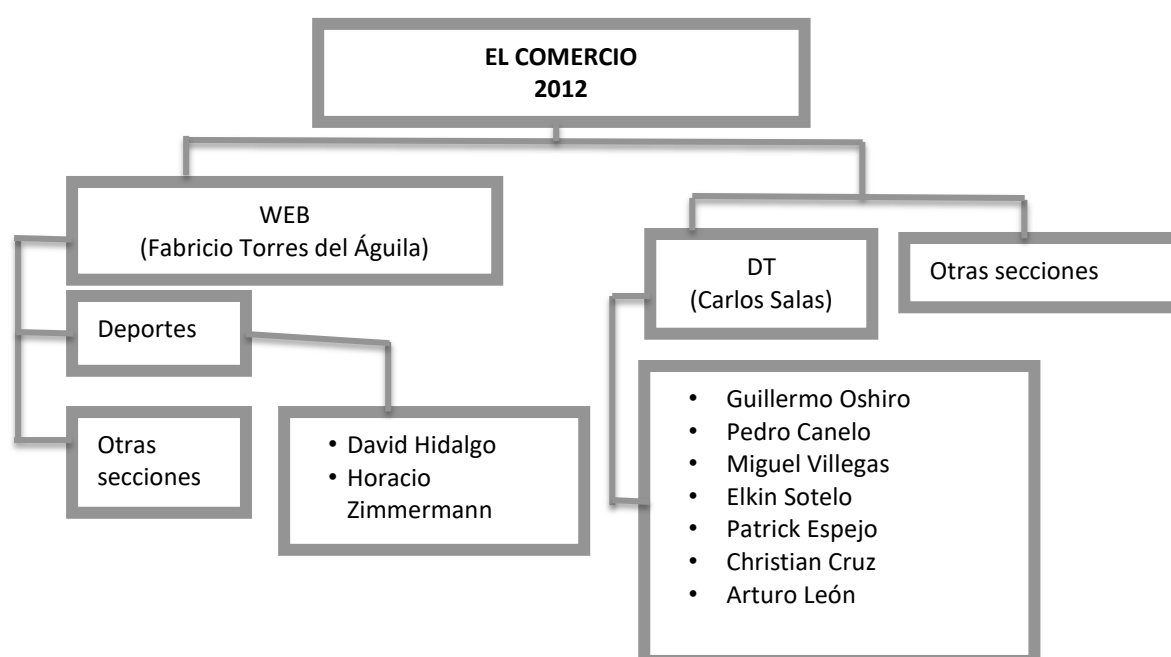 EL COMERCIO
2012
WEB
(Fabricio Torres del Águila)
Deportes
Otras
secciones
• David Hidalgo
• Horacio
Zimmermann
DT
(Carlos Salas)
Otras secciones
• Guillermo Oshiro
• Pedro Canelo
• Miguel Villegas
• Elkin Sotelo
• Patrick Espejo
• Christian Cruz
• Arturo León